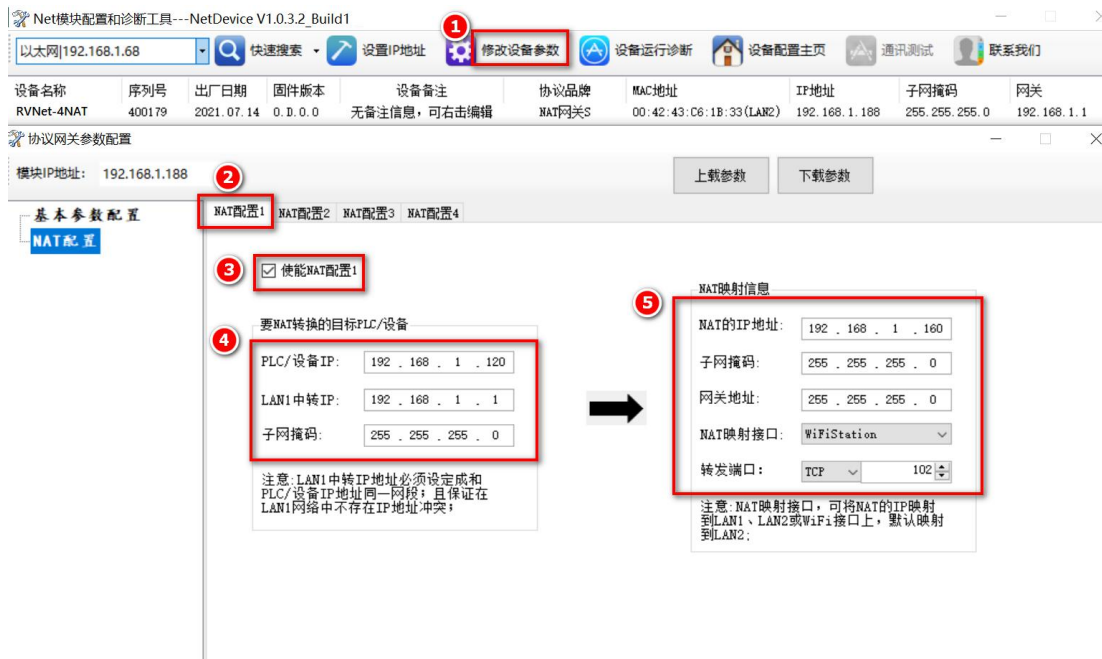 Net模块配置和诊断工具---NetDevice V1.0.3.2_Build1
1
以太网|192.168.1.68 快速搜索 设置IP地址 修改设备参数 设备运行诊断 设备配置主页 通讯测试 联系我们
设备名称 序列号 出厂日期 固件版本 设备备注 协议品牌 MAC地址 IP地址 子网掩码 网关
RVNet-4NAT 400179 2021.07.14 0.D.0.0 无备注信息，可右击编辑 NAT网关S 00:42:43:C6:1B:33(LAN2) 192.168.1.188 255.255.255.0 192.168.1.1
协议网关参数配置
模块IP地址: 192.168.1.188 上载参数 下载参数
2
基本参数配置
NAT配置
NAT配置1 NAT配置2 NAT配置3 NAT配置4
3 使能NAT配置1
4
要NAT转换的目标PLC/设备
PLC/设备IP: 192 . 168 . 1 . 120
LAN1中转IP: 192 . 168 . 1 . 1
子网掩码: 255 . 255 . 255 . 0
注意:LAN1中转IP地址必须设定成和
PLC/设备IP地址同一网段；且保证在
LAN1网络中不存在IP地址冲突；
5
NAT映射信息
NAT的IP地址: 192 . 168 . 1 . 160
子网掩码: 255 . 255 . 255 . 0
网关地址: 255 . 255 . 255 . 0
NAT映射接口: WiFiStation
转发端口: TCP 102
注意:NAT映射接口，可将NAT的IP映射
到LAN1、LAN2或WiFi接口上，默认映射
到LAN2;